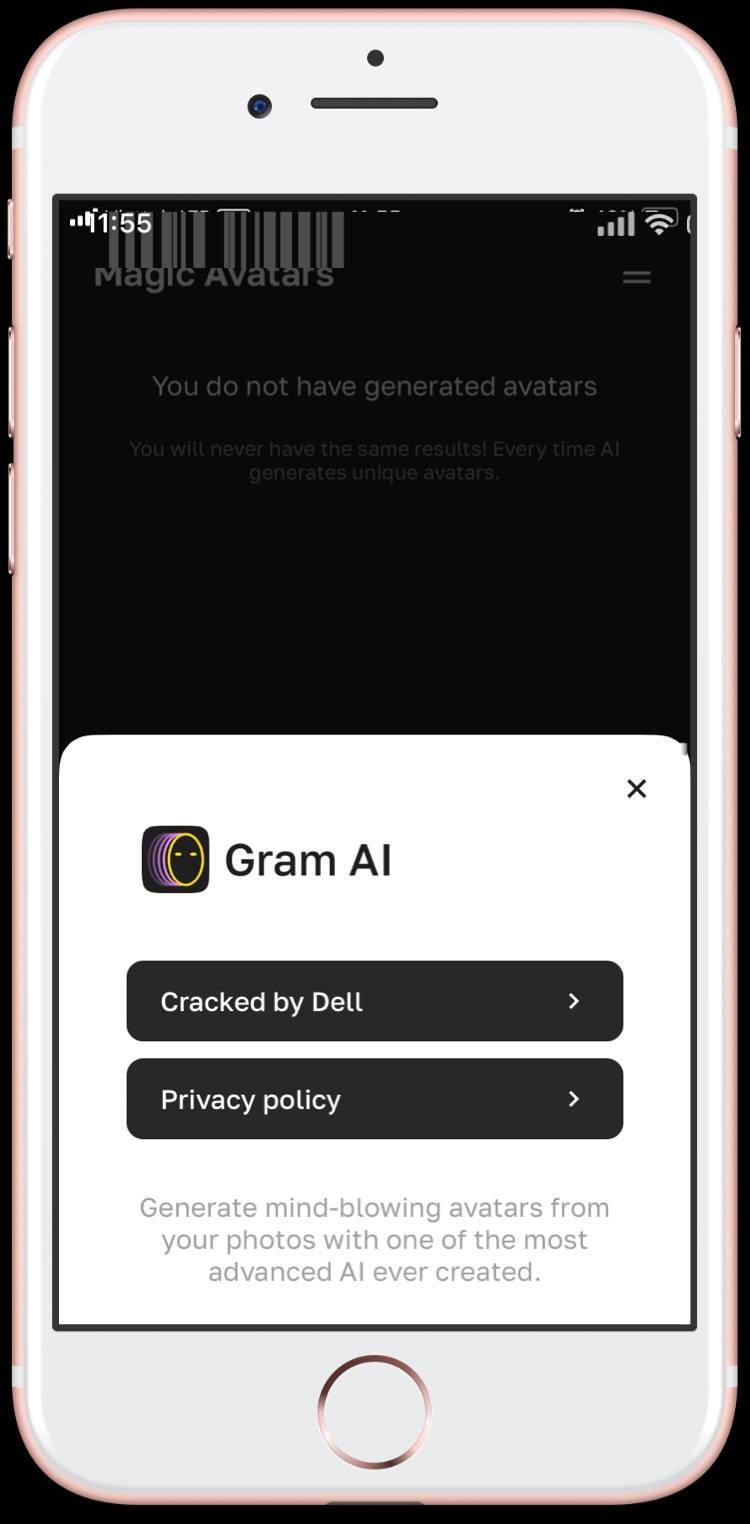 11:55
Magic Avatars
You do not have generated avatars
You will never have the same results! Every time AI
generates unique avatars.
Gram AI
Cracked by Dell
Privacy policy
Generate mind-blowing avatars from
your photos with one of the most
advanced AI ever created.